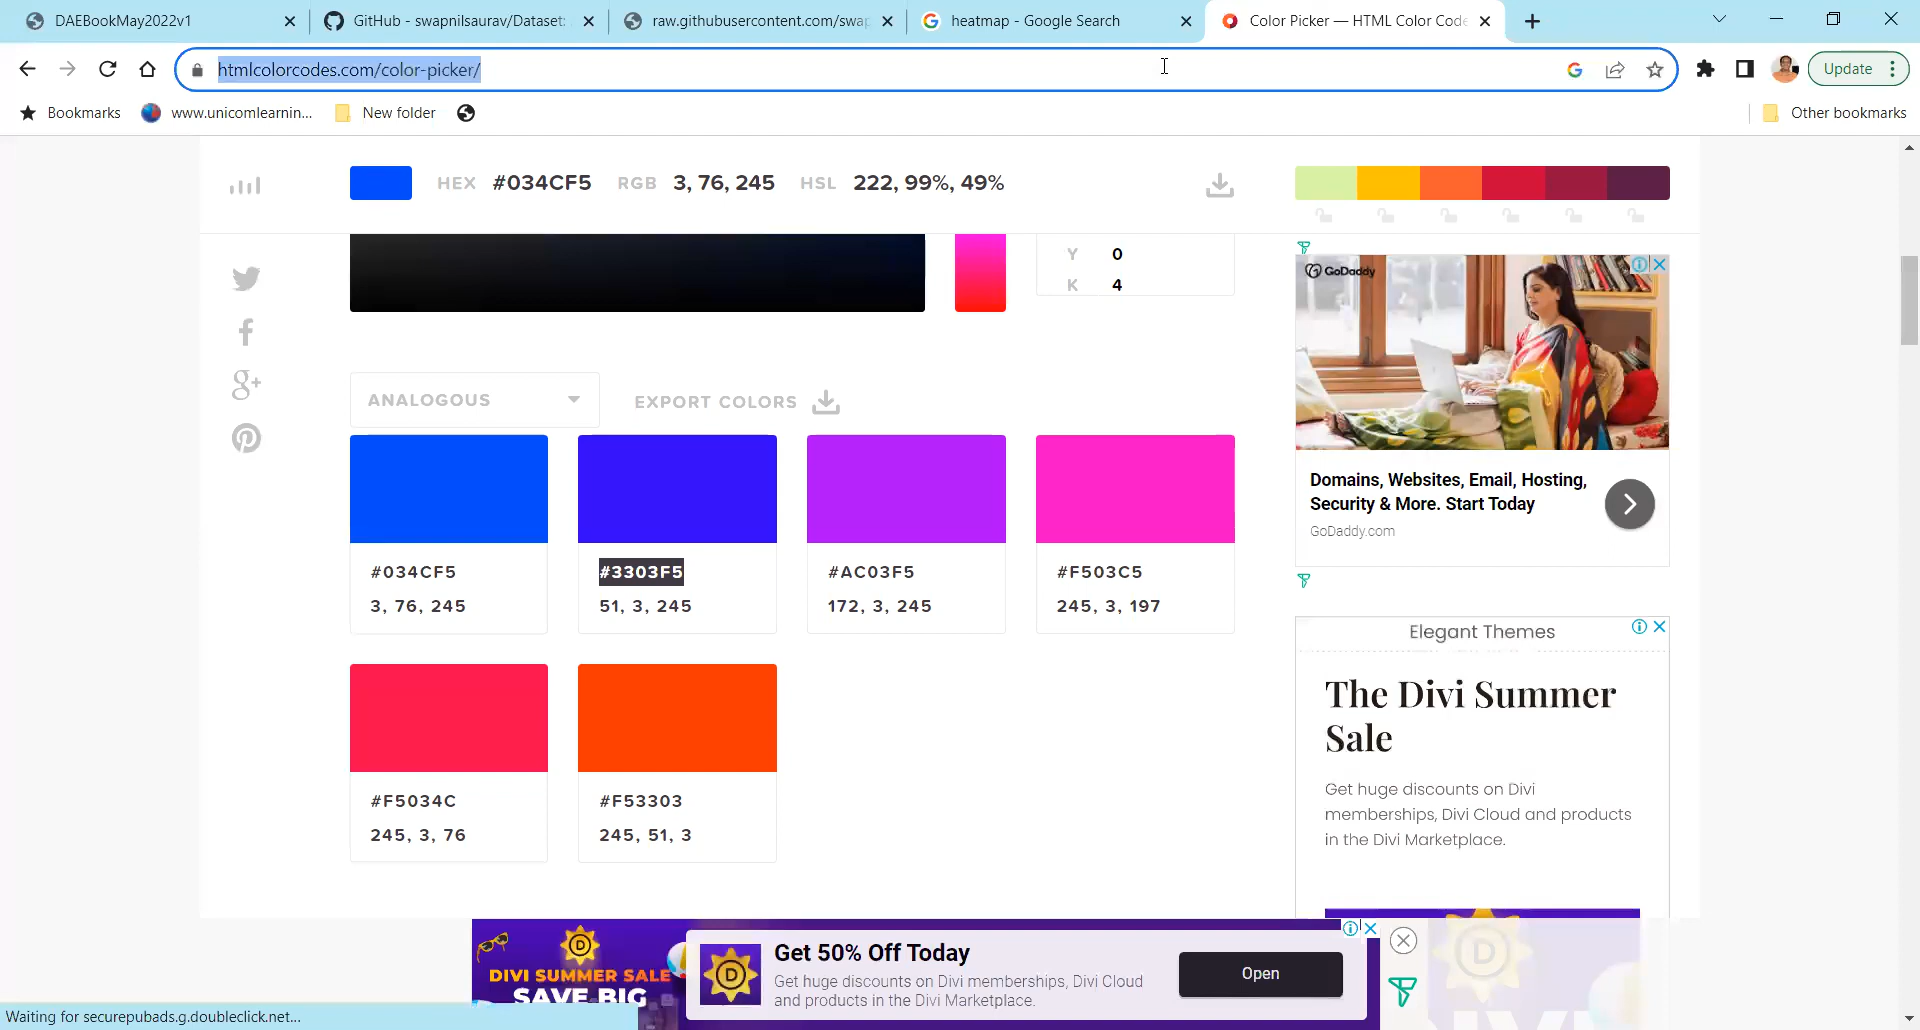 DAEBookMay2022v1
GitHub - swapnilsaurav/Dataset:
raw.githubusercontent.com/swap
heatmap - Google Search
Color Picker — HTML Color Code
htmlcolorcodes.com/color-picker/
Update
Bookmarks
www.unicomlearnin...
New folder
Other bookmarks
HEX #034CF5 RGB 3, 76, 245 HSL 222, 99%, 49%
Y 0
K 4
ANALOGOUS
EXPORT COLORS
#034CF5
3, 76, 245
#3303F5
51, 3, 245
#AC03F5
172, 3, 245
#F503C5
245, 3, 197
#F5034C
245, 3, 76
#F53303
245, 51, 3
GoDaddy
Domains, Websites, Email, Hosting,
Security & More. Start Today
GoDaddy.com
Elegant Themes
The Divi Summer
Sale
Get huge discounts on Divi
memberships, Divi Cloud and products
in the Divi Marketplace.
DIVI SUMMER SALE
SAVE BIG
D
Get 50% Off Today
Get huge discounts on Divi memberships, Divi Cloud
and products in the Divi Marketplace.
Open
Waiting for securepubads.g.doubleclick.net...